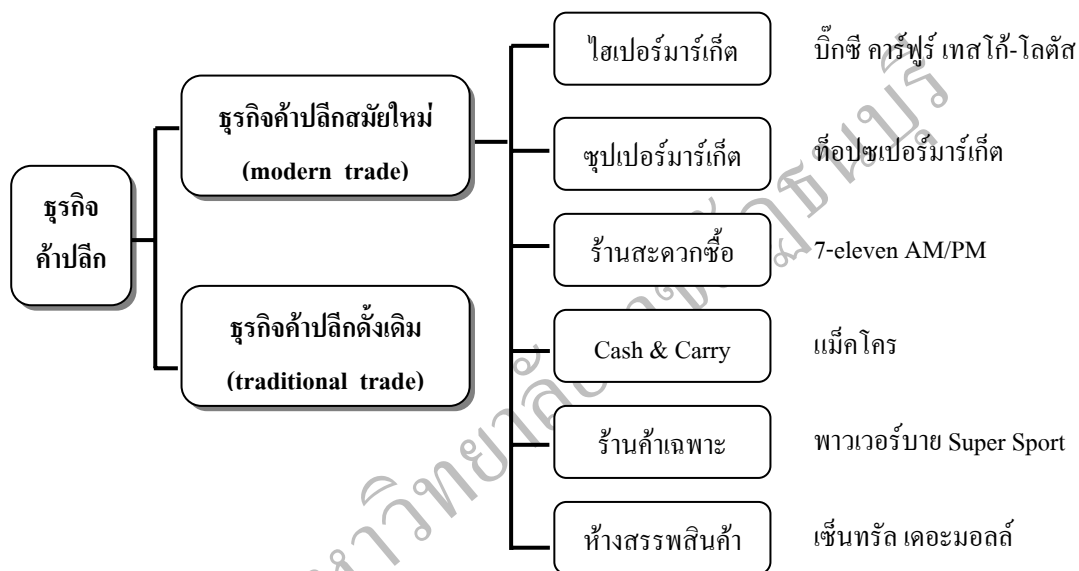 ธุรกิจ
ค้าปลีก
ธุรกิจค้าปลีกสมัยใหม่
(modern trade)
ธุรกิจค้าปลีกดั้งเดิม
(traditional trade)
ไฮเปอร์มาร์เก็ต บิ๊กซี คาร์ฟูร์ เทสโก้-โลตัส
ซุปเปอร์มาร์เก็ต ท็อปซเปอร์มาร์เก็ต
ร้านสะดวกซื้อ 7-eleven AM/PM
Cash & Carry แม็คโคร
ร้านค้าเฉพาะ พาวเวอร์บาย Super Sport
ห้างสรรพสินค้า เซ็นทรัล เดอะมอลล์